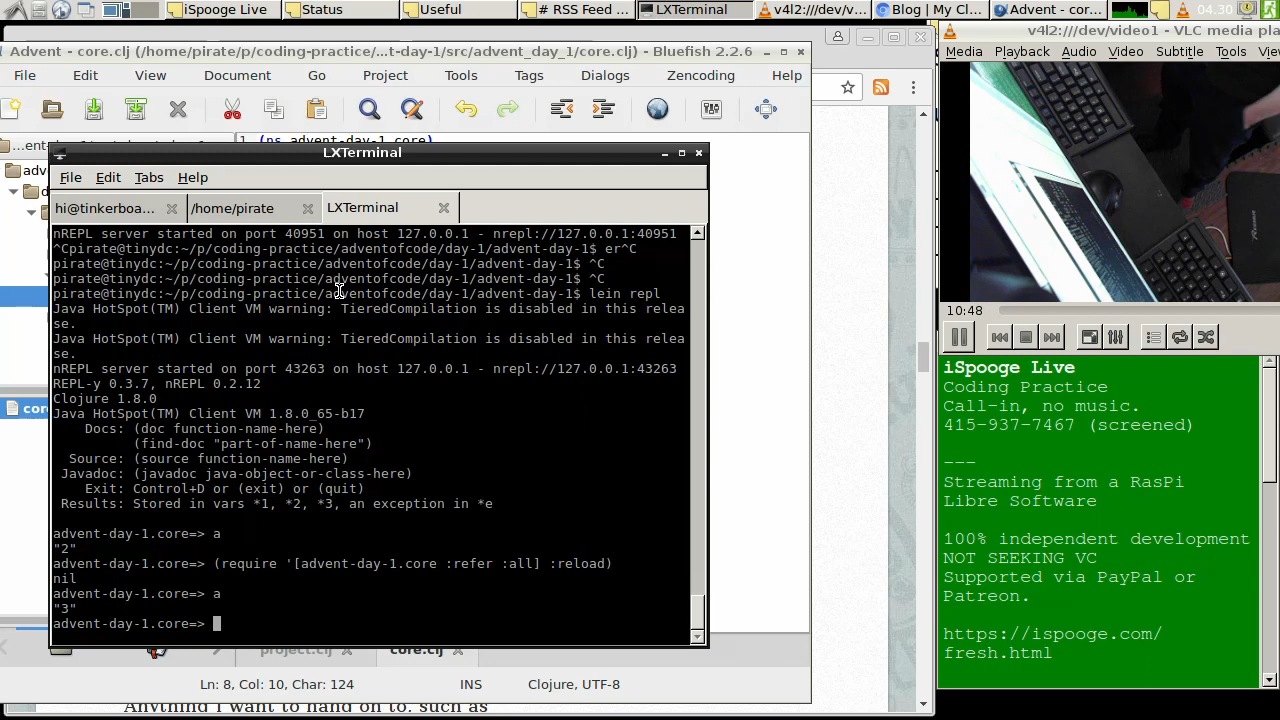 iSpooge Live
Status
Useful
# RSS Feed ...
LXTerminal
v4l2:///dev/v...
Blog | My Cl...
Advent - cor...
04.30
Advent - core.clj (/home/pirate/p/coding-practice/...t-day-1/src/advent_day_1/core.clj) - Bluefish 2.2.6
File Edit View Document Go Project Tools Tags Dialogs Zencoding Help
1 (ns advent-day-1.core)
...ent-
adv
d
core
LXTerminal
File Edit Tabs Help
hi@tinkerboa...
/home/pirate
LXTerminal
nREPL server started on port 40951 on host 127.0.0.1 - nrepl://127.0.0.1:40951
^Cpirate@tinydc:~/p/coding-practice/adventofcode/day-1/advent-day-1$ er^C
pirate@tinydc:~/p/coding-practice/adventofcode/day-1/advent-day-1$ ^C
pirate@tinydc:~/p/coding-practice/adventofcode/day-1/advent-day-1$ ^C
pirate@tinydc:~/p/coding-practice/adventofcode/day-1/advent-day-1$ lein repl
Java HotSpot(TM) Client VM warning: TieredCompilation is disabled in this relea
se.
Java HotSpot(TM) Client VM warning: TieredCompilation is disabled in this relea
se.
nREPL server started on port 43263 on host 127.0.0.1 - nrepl://127.0.0.1:43263
REPL-y 0.3.7, nREPL 0.2.12
Clojure 1.8.0
Java HotSpot(TM) Client VM 1.8.0_65-b17
Docs: (doc function-name-here)
(find-doc "part-of-name-here")
Source: (source function-name-here)
Javadoc: (javadoc java-object-or-class-here)
Exit: Control+D or (exit) or (quit)
Results: Stored in vars *1, *2, *3, an exception in *e
advent-day-1.core=> a
"2"
advent-day-1.core=> (require '[advent-day-1.core :refer :all] :reload)
nil
advent-day-1.core=> a
"3"
advent-day-1.core=>
project.clj
core.clj
Ln: 8, Col: 10, Char: 124
INS
Clojure, UTF-8
Anything I want to hang on to, such as
v4l2:///dev/video1 - VLC media pla
Media Playback Audio Video Subtitle Tools Vie
10:48
iSpooge Live
Coding Practice
Call-in, no music.
415-937-7467 (screened)
---
Streaming from a RasPi
Libre Software
100% independent development
NOT SEEKING VC
Supported via PayPal or
Patreon.
https://ispooge.com/
fresh.html